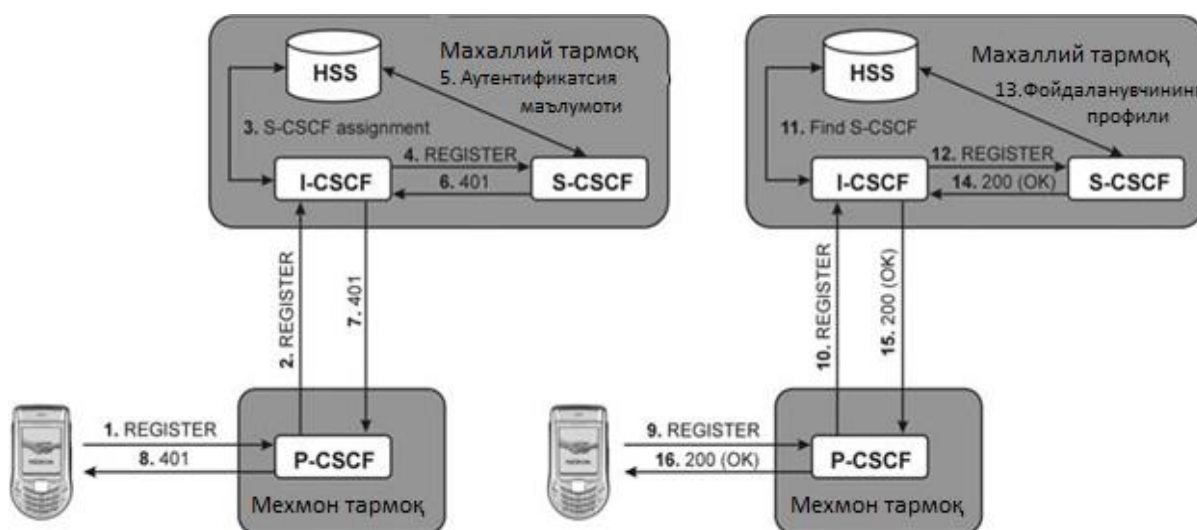 Махаллий тармоқ
HSS
5. Аутентификатсия
маълумоти
3. S-CSCF assignment
4. REGISTER
I-CSCF
S-CSCF
6. 401
2. REGISTER
7. 401
1. REGISTER
8. 401
P-CSCF
Мехмон тармоқ
Махаллий тармоқ
HSS
13.Фойдаланувчининг
профили
11. Find S-CSCF
12. REGISTER
I-CSCF
S-CSCF
14. 200 (OK)
10. REGISTER
15. 200 (OK)
9. REGISTER
16. 200 (OK)
P-CSCF
Мехмон тармоқ